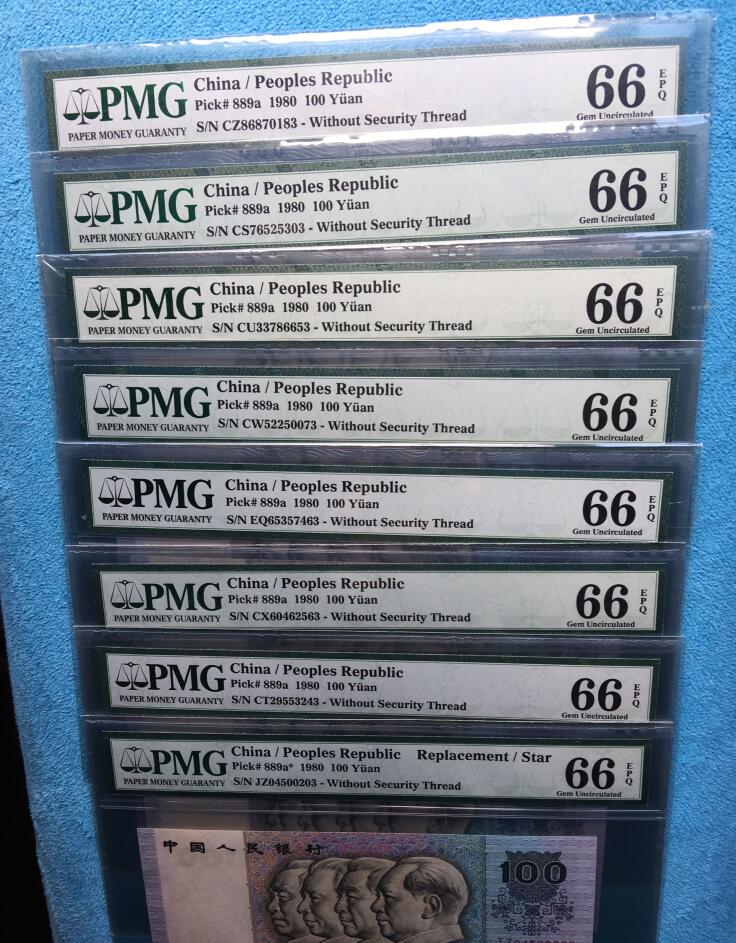 PMG
PAPER MONEY GUARANTY
China / Peoples Republic
Pick# 889a 1980 100 Yüan
S/N CZ86870183 - Without Security Thread
66
EPQ
Gem Uncirculated
PMG
PAPER MONEY GUARANTY
China / Peoples Republic
Pick# 889a 1980 100 Yüan
S/N CS76525303 - Without Security Thread
66
EPQ
Gem Uncirculated
PMG
PAPER MONEY GUARANTY
China / Peoples Republic
Pick# 889a 1980 100 Yüan
S/N CU33786653 - Without Security Thread
66
EPQ
Gem Uncirculated
PMG
PAPER MONEY GUARANTY
China / Peoples Republic
Pick# 889a 1980 100 Yüan
S/N CW52250073 - Without Security Thread
66
EPQ
Gem Uncirculated
PMG
PAPER MONEY GUARANTY
China / Peoples Republic
Pick# 889a 1980 100 Yüan
S/N EQ65357463 - Without Security Thread
66
EPQ
Gem Uncirculated
PMG
PAPER MONEY GUARANTY
China / Peoples Republic
Pick# 889a 1980 100 Yüan
S/N CX60462563 - Without Security Thread
66
EPQ
Gem Uncirculated
PMG
PAPER MONEY GUARANTY
China / Peoples Republic
Pick# 889a 1980 100 Yüan
S/N CT29553243 - Without Security Thread
66
EPQ
Gem Uncirculated
PMG
PAPER MONEY GUARANTY
China / Peoples Republic Replacement / Star
Pick# 889a* 1980 100 Yüan
S/N JZ04500203 - Without Security Thread
66
EPQ
Gem Uncirculated
中国人民银行
100